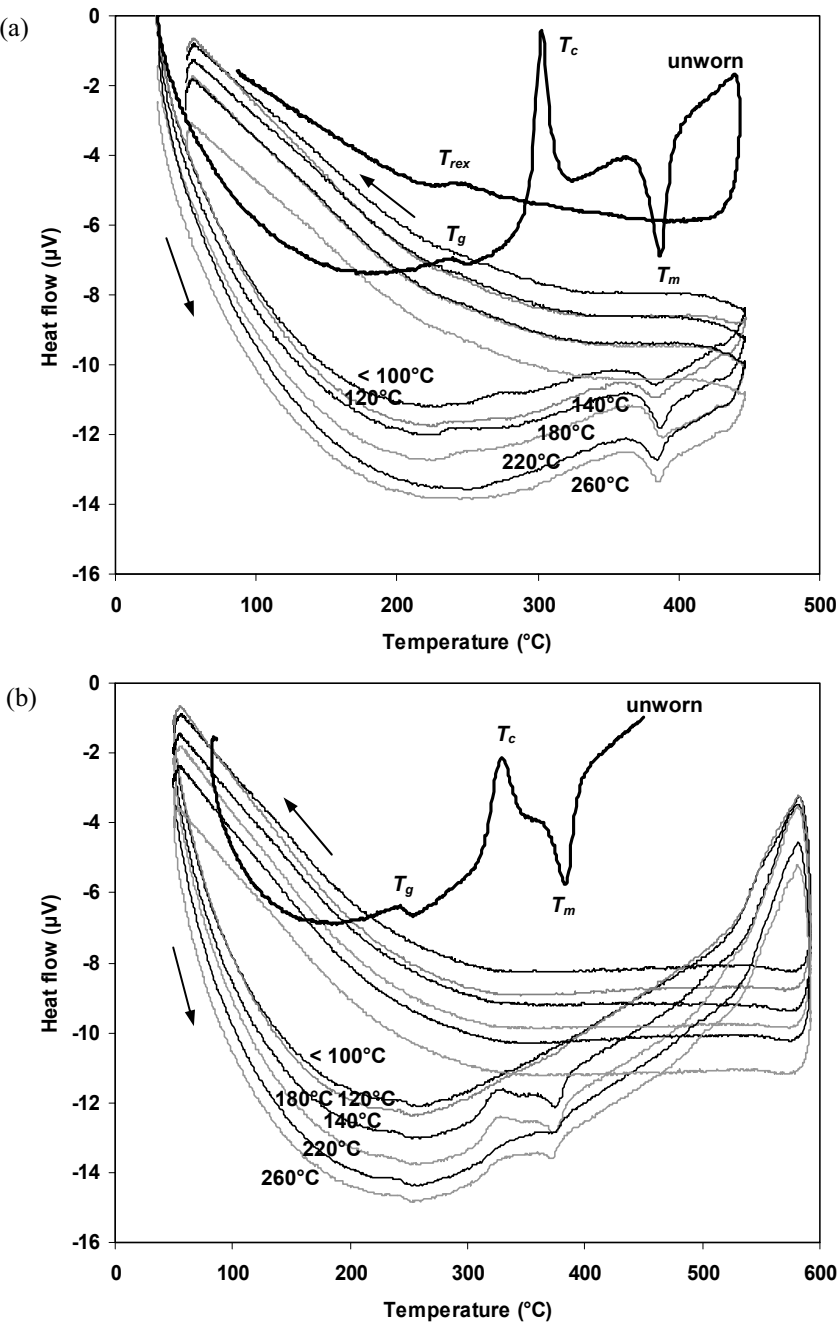 (a)
0
-2
-4
-6
-8
-10
-12
-14
-16
Heat flow (µV)
Tc
unworn
Trex
Tg
Tm
< 100°C
120°C
140°C
180°C
220°C
260°C
0 100 200 300 400 500
Temperature (°C)
(b)
0
-2
-4
-6
-8
-10
-12
-14
-16
Heat flow (µV)
unworn
Tc
Tg
Tm
< 100°C
180°C 120°C
140°C
220°C
260°C
0 100 200 300 400 500 600
Temperature (°C)